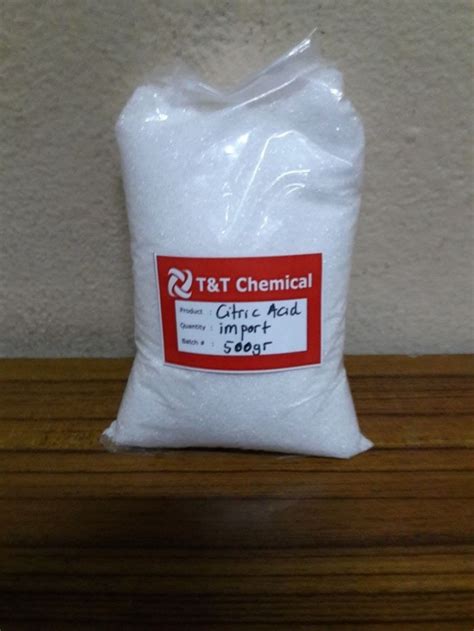 T&T Chemical
Product : Citric Acid
Quantity : import
Batch # : 500gr